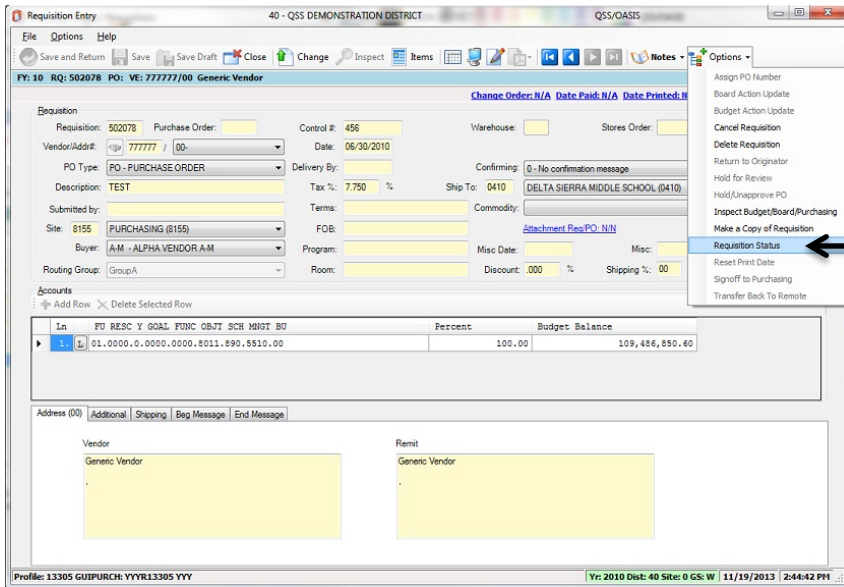 Requisition Entry 40 - QSS DEMONSTRATION DISTRICT QSS/OASIS
File Options Help
Save and Return Save Save Draft Close Change Inspect Items Notes Options
FY: 10 RQ: 502078 PO: VE: 777777/00 Generic Vendor
Change Order: N/A Date Paid: N/A Date Printed: N
Requisition
Requisition: 502078 Purchase Order: Control #: 456 Warehouse: Stores Order:
Vendor/Addr#: 777777 / 00- Date: 06/30/2010
PO Type: PO - PURCHASE ORDER Delivery By: Confirming: 0 - No confirmation message
Description: TEST Tax %: 7.750 % Ship To: 0410 DELTA SIERRA MIDDLE SCHOOL (0410)
Submitted by: Terms: Commodity:
Site: 8155 PURCHASING (8155) FOB: Attachment Req/PO: N/N
Buyer: A-M - ALPHA VENDOR A-M Program: Misc Date: Misc:
Routing Group: GroupA Room: Discount: .000 % Shipping %: 00
Assign PO Number
Board Action Update
Budget Action Update
Cancel Requisition
Delete Requisition
Return to Originator
Hold for Review
Hold/Unapprove PO
Inspect Budget/Board/Purchasing
Make a Copy of Requisition
Requisition Status
Reset Print Date
Signoff to Purchasing
Transfer Back To Remote
Accounts
Add Row Delete Selected Row
Ln FU RESC Y GOAL FUNC OBJT SCH MNGT BU Percent Budget Balance
1. L 01.0000.0.0000.0000.8011.890.5510.00 100.00 109,486,850.60
Address (00) Additional Shipping Beg Message End Message
Vendor Remit
Generic Vendor Generic Vendor
. .
Profile: 13305 GUIPURCH: YYYR13305 YYY Yr: 2010 Dist: 40 Site: 0 GS: W 11/19/2013 2:44:42 PM